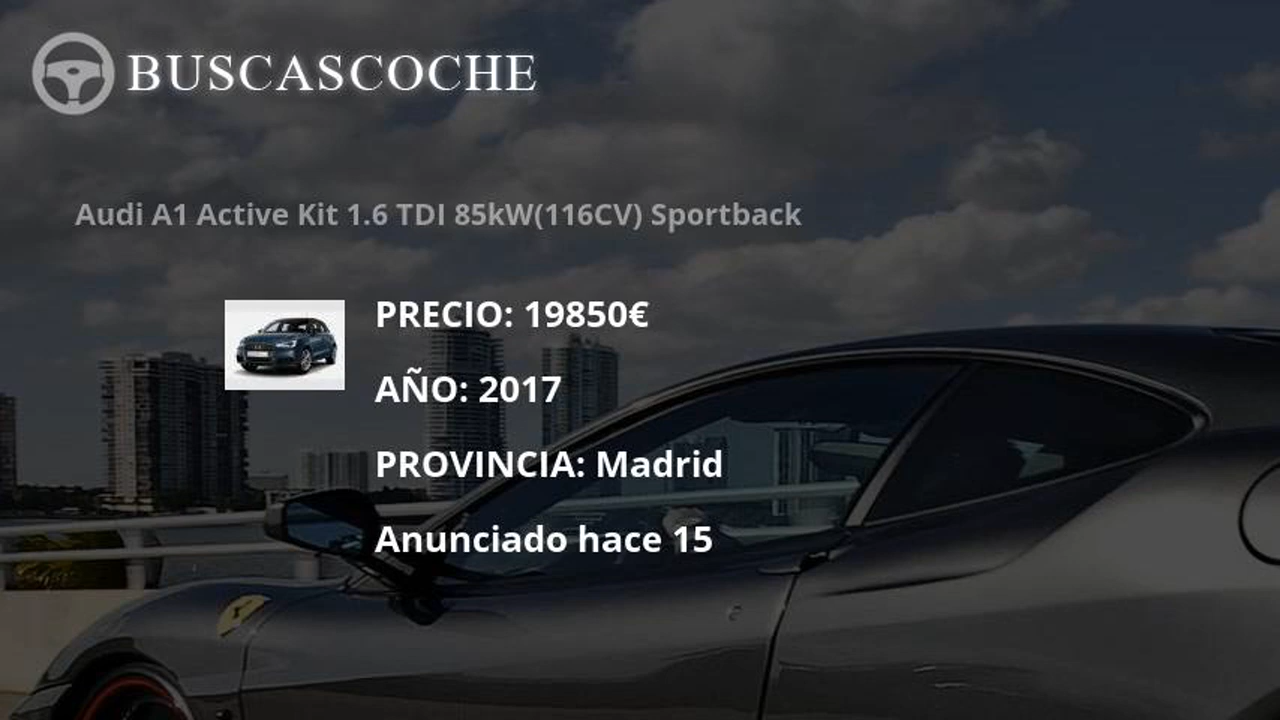 BUSCASCOCHE
Audi A1 Active Kit 1.6 TDI 85kW(116CV) Sportback
PRECIO: 19850€
AÑO: 2017
PROVINCIA: Madrid
Anunciado hace 15